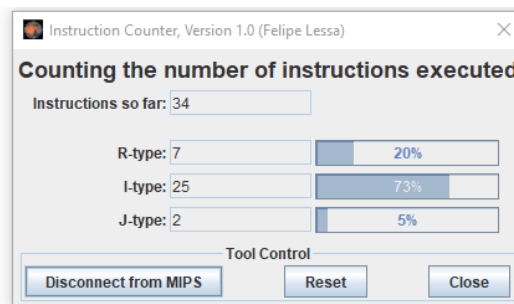 Instruction Counter, Version 1.0 (Felipe Lessa)
Counting the number of instructions executed
Instructions so far: 34
R-type: 7 20%
I-type: 25 73%
J-type: 2 5%
Tool Control
Disconnect from MIPS Reset Close